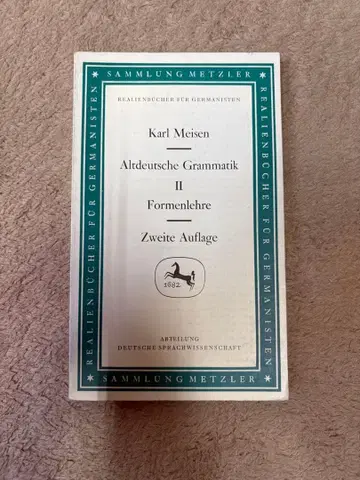 ★ SAMMLUNG METZLER ★
REALIENBÜCHER FÜR GERMANISTEN
REALIENBÜCHER FÜR GERMANISTEN
REALIENBÜCHER FÜR GERMANISTEN
Karl Meisen
Altdeutsche Grammatik
II
Formenlehre
Zweite Auflage
1682
ABTEILUNG
DEUTSCHE SPRACHWISSENSCHAFT
★ SAMMLUNG METZLER ★